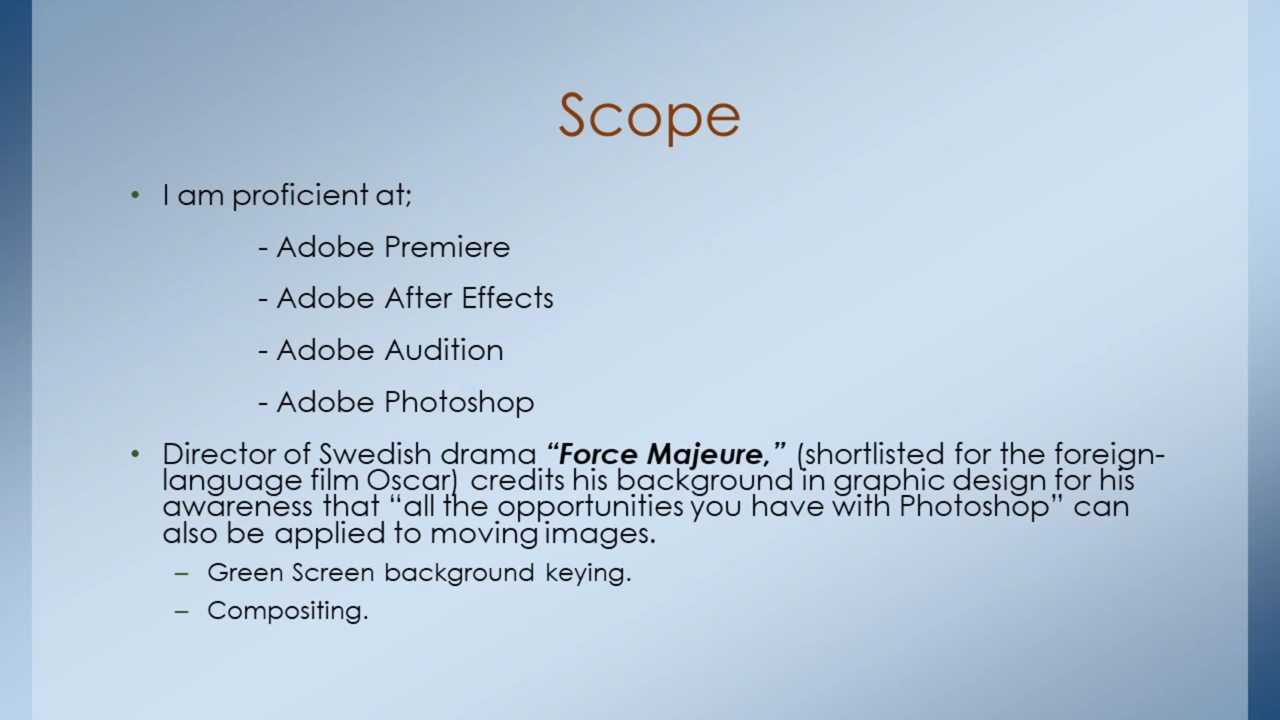 Scope
• I am proficient at;
- Adobe Premiere
- Adobe After Effects
- Adobe Audition
- Adobe Photoshop
• Director of Swedish drama “Force Majeure,” (shortlisted for the foreign-
language film Oscar) credits his background in graphic design for his
awareness that “all the opportunities you have with Photoshop” can
also be applied to moving images.
– Green Screen background keying.
– Compositing.